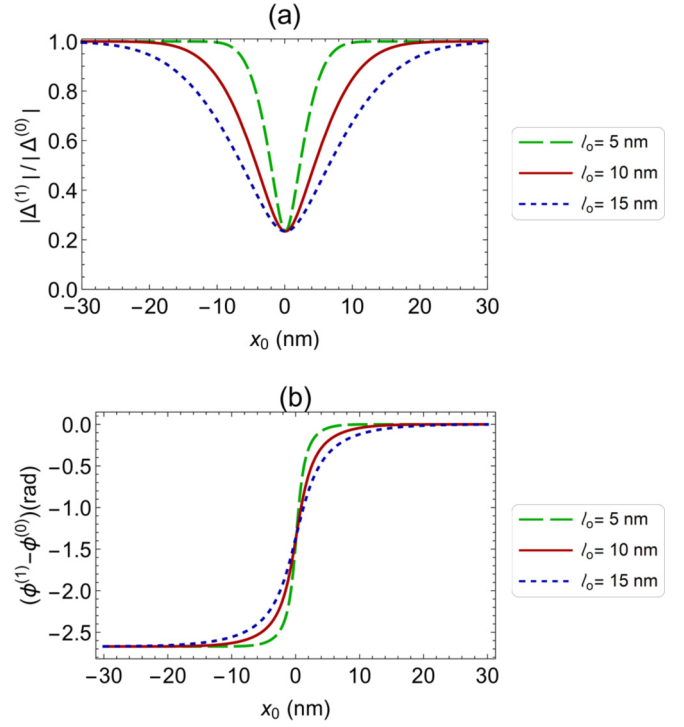 (a)
1.0
0.8
0.6
0.4
0.2
0.0
|Δ⁽¹⁾| / |Δ⁽⁰⁾|
−30 −20 −10 0 10 20 30
x₀ (nm)
lₒ= 5 nm
lₒ= 10 nm
lₒ= 15 nm
(b)
0.0
−0.5
−1.0
−1.5
−2.0
−2.5
(ϕ⁽¹⁾−ϕ⁽⁰⁾)(rad)
−30 −20 −10 0 10 20 30
x₀ (nm)
lₒ= 5 nm
lₒ= 10 nm
lₒ= 15 nm